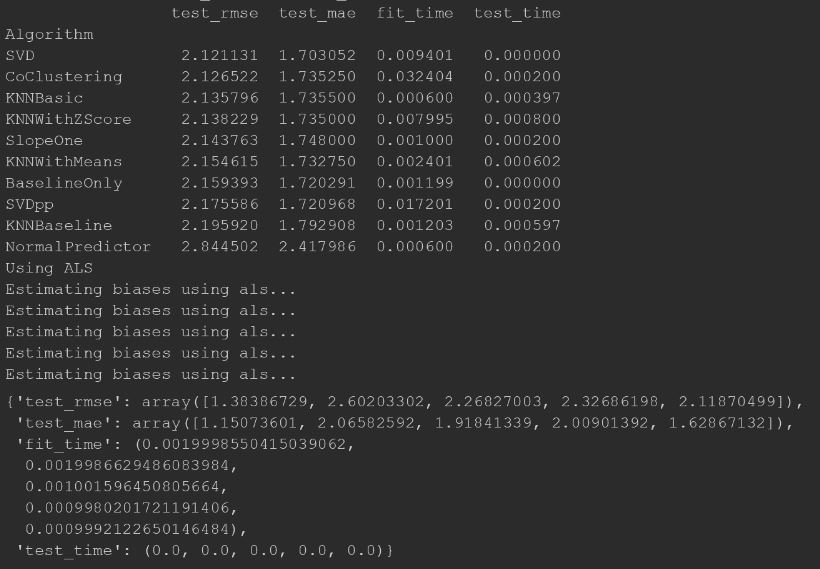 test_rmse test_mae fit_time test_time
Algorithm
SVD 2.121131 1.703052 0.009401 0.000000
CoClustering 2.126522 1.735250 0.032404 0.000200
KNNBasic 2.135796 1.735500 0.000600 0.000397
KNNWithZScore 2.138229 1.735000 0.007995 0.000800
SlopeOne 2.143763 1.748000 0.001000 0.000200
KNNWithMeans 2.154615 1.732750 0.002401 0.000602
BaselineOnly 2.159393 1.720291 0.001199 0.000000
SVDpp 2.175586 1.720968 0.017201 0.000200
KNNBaseline 2.195920 1.792908 0.001203 0.000597
NormalPredictor 2.844502 2.417986 0.000600 0.000200
Using ALS
Estimating biases using als...
Estimating biases using als...
Estimating biases using als...
Estimating biases using als...
Estimating biases using als...
{'test_rmse': array([1.38386729, 2.60203302, 2.26827003, 2.32686198, 2.11870499]),
'test_mae': array([1.15073601, 2.06582592, 1.91841339, 2.00901392, 1.62867132]),
'fit_time': (0.0019998550415039062,
0.0019986629486083984,
0.001001596450805664,
0.0009980201721191406,
0.0009992122650146484),
'test_time': (0.0, 0.0, 0.0, 0.0, 0.0)}